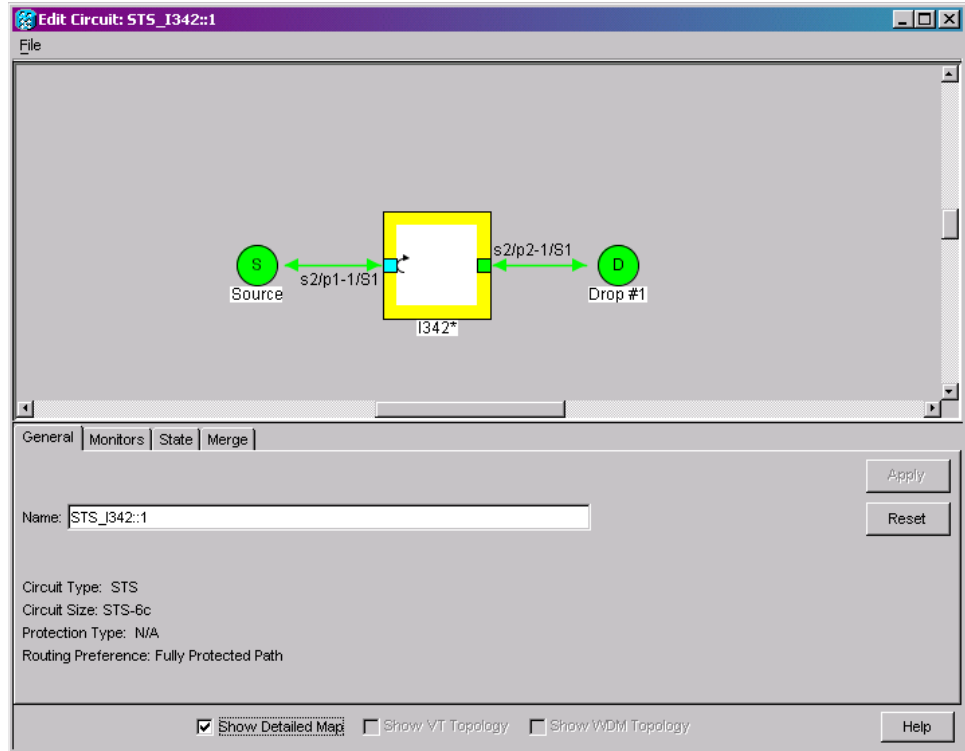 Edit Circuit: STS_I342::1
File
S
Source
s2/p1-1/S1
I342*
s2/p2-1/S1
D
Drop #1
General Monitors State Merge
Apply
Name: STS_I342::1
Reset
Circuit Type: STS
Circuit Size: STS-6c
Protection Type: N/A
Routing Preference: Fully Protected Path
Show Detailed Map Show VT Topology Show WDM Topology Help